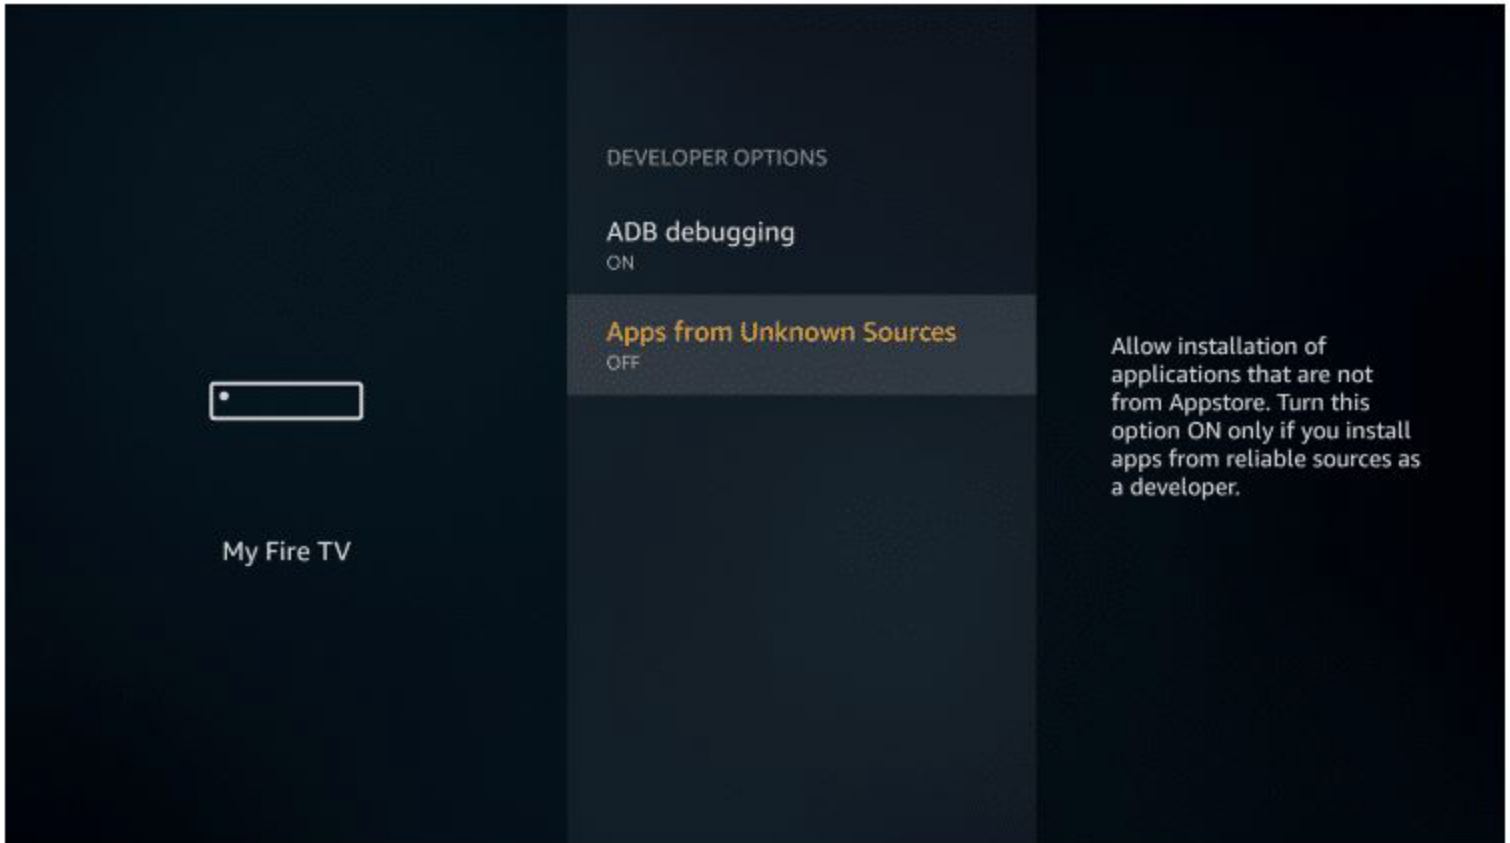 DEVELOPER OPTIONS
ADB debugging
ON
Apps from Unknown Sources
OFF
My Fire TV
Allow installation of
applications that are not
from Appstore. Turn this
option ON only if you install
apps from reliable sources as
a developer.